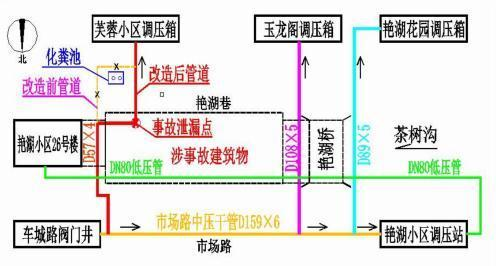 芙蓉小区调压箱
玉龙阁调压箱
艳湖花园调压箱
北
化粪池
改造后管道
改造前管道
X
X
艳湖巷
事故泄漏点
涉事故建筑物
艳湖小区26号楼
D57×4
D108×5
艳湖桥
D89×5
茶树沟
DN80低压管
DN80低压管
车城路阀门井
市场路中压干管D159×6
市场路
艳湖小区调压站